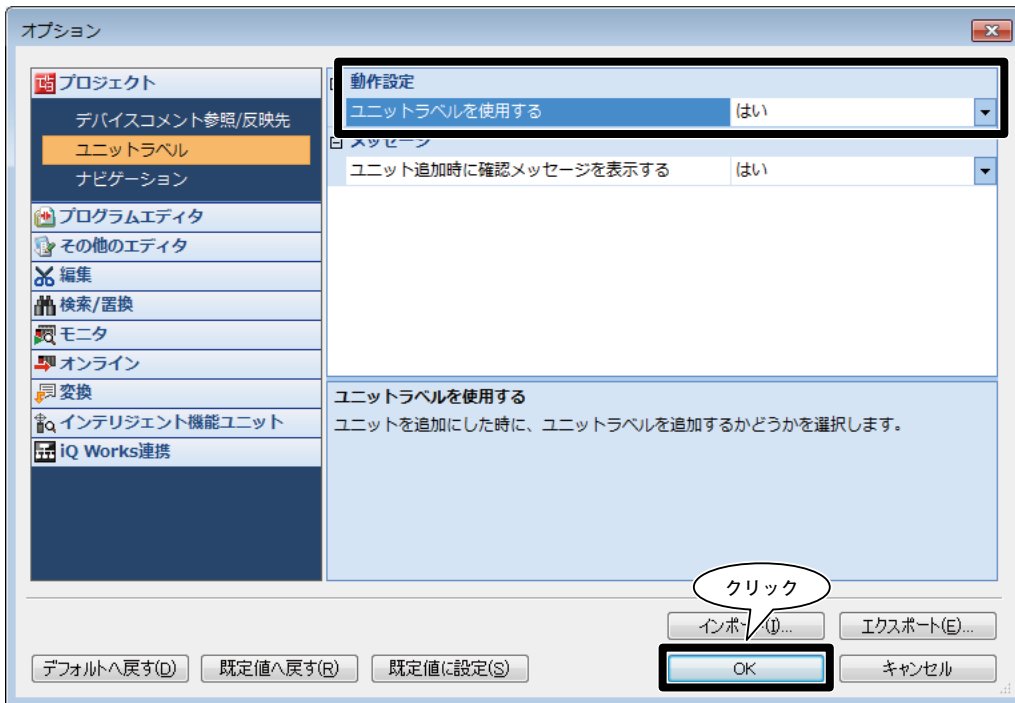 オプション
プロジェクト
デバイスコメント参照/反映先
ユニットラベル
ナビゲーション
プログラムエディタ
その他のエディタ
編集
検索/置換
モニタ
オンライン
変換
インテリジェント機能ユニット
iQ Works連携
動作設定
ユニットラベルを使用する はい
メッセージ
ユニット追加時に確認メッセージを表示する はい
ユニットラベルを使用する
ユニットを追加にした時に、ユニットラベルを追加するかどうかを選択します。
クリック
インポート(I)... エクスポート(E)...
デフォルトへ戻す(D) 既定値へ戻す(R) 既定値に設定(S) OK キャンセル